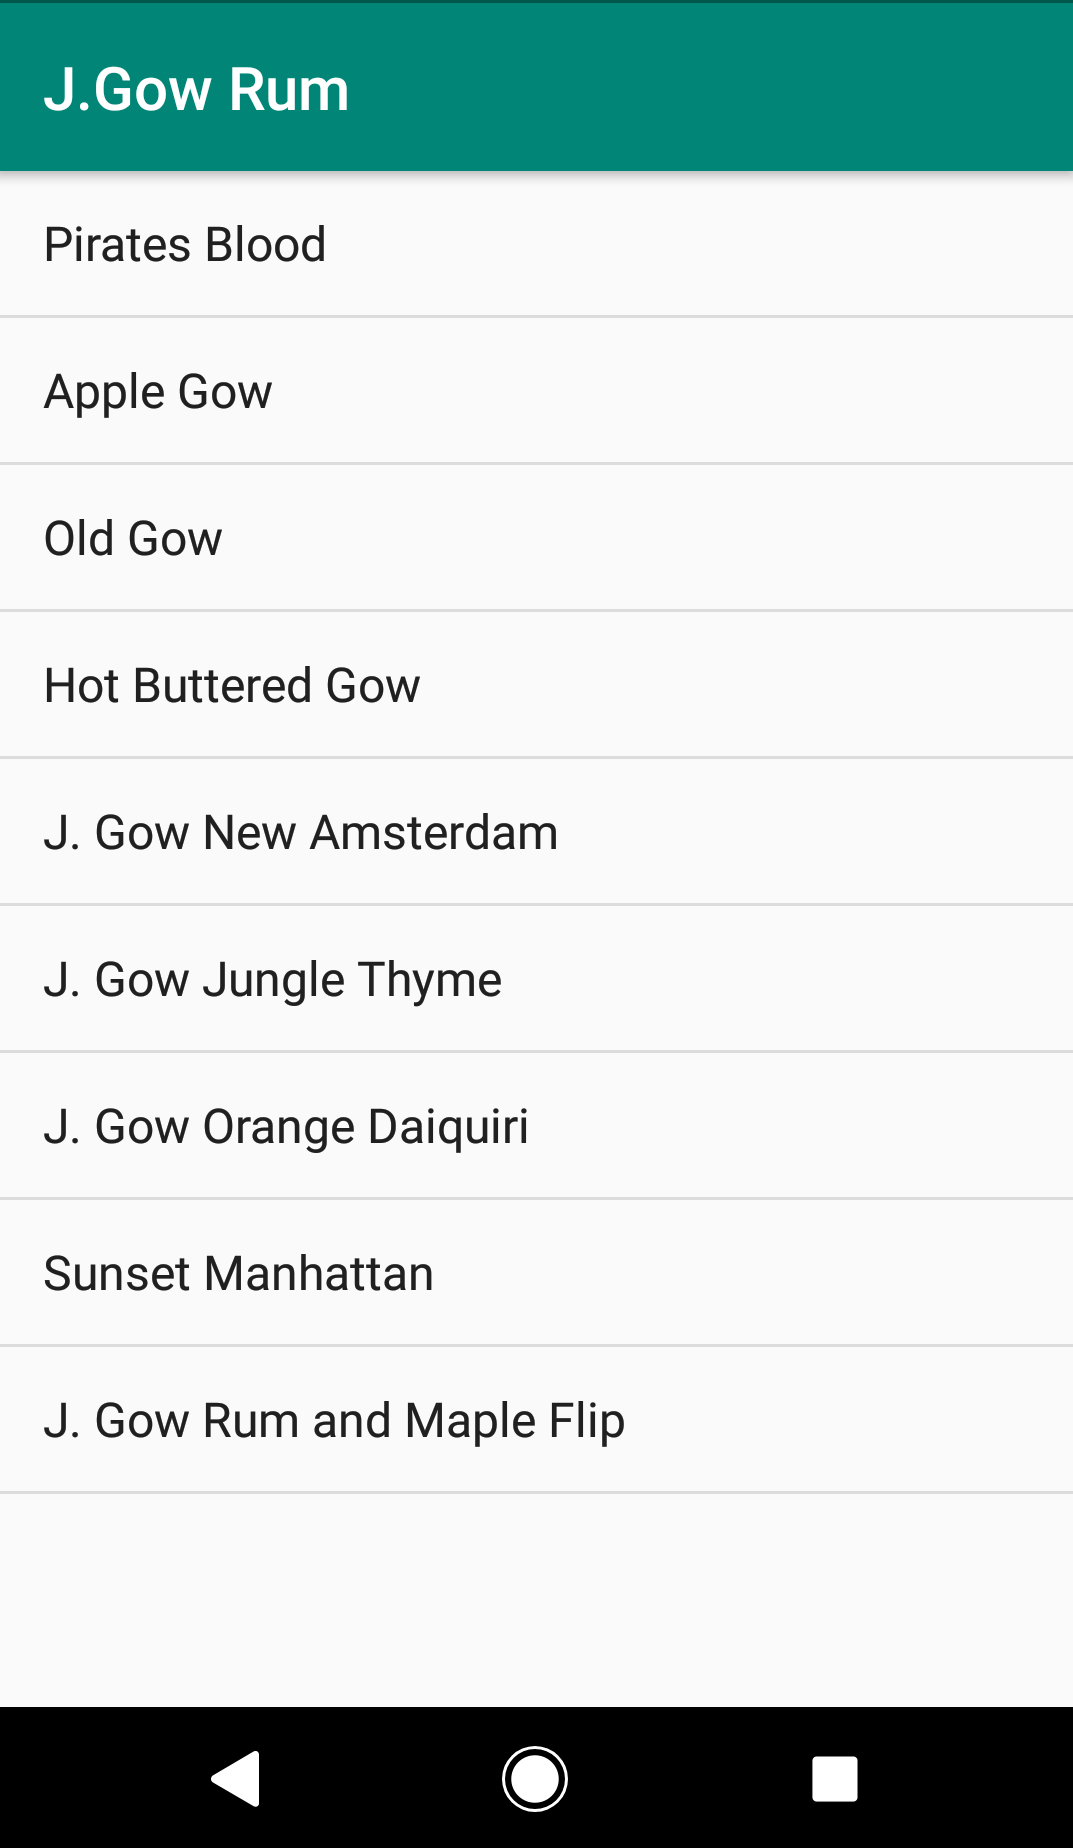 J.Gow Rum
Pirates Blood
Apple Gow
Old Gow
Hot Buttered Gow
J. Gow New Amsterdam
J. Gow Jungle Thyme
J. Gow Orange Daiquiri
Sunset Manhattan
J. Gow Rum and Maple Flip